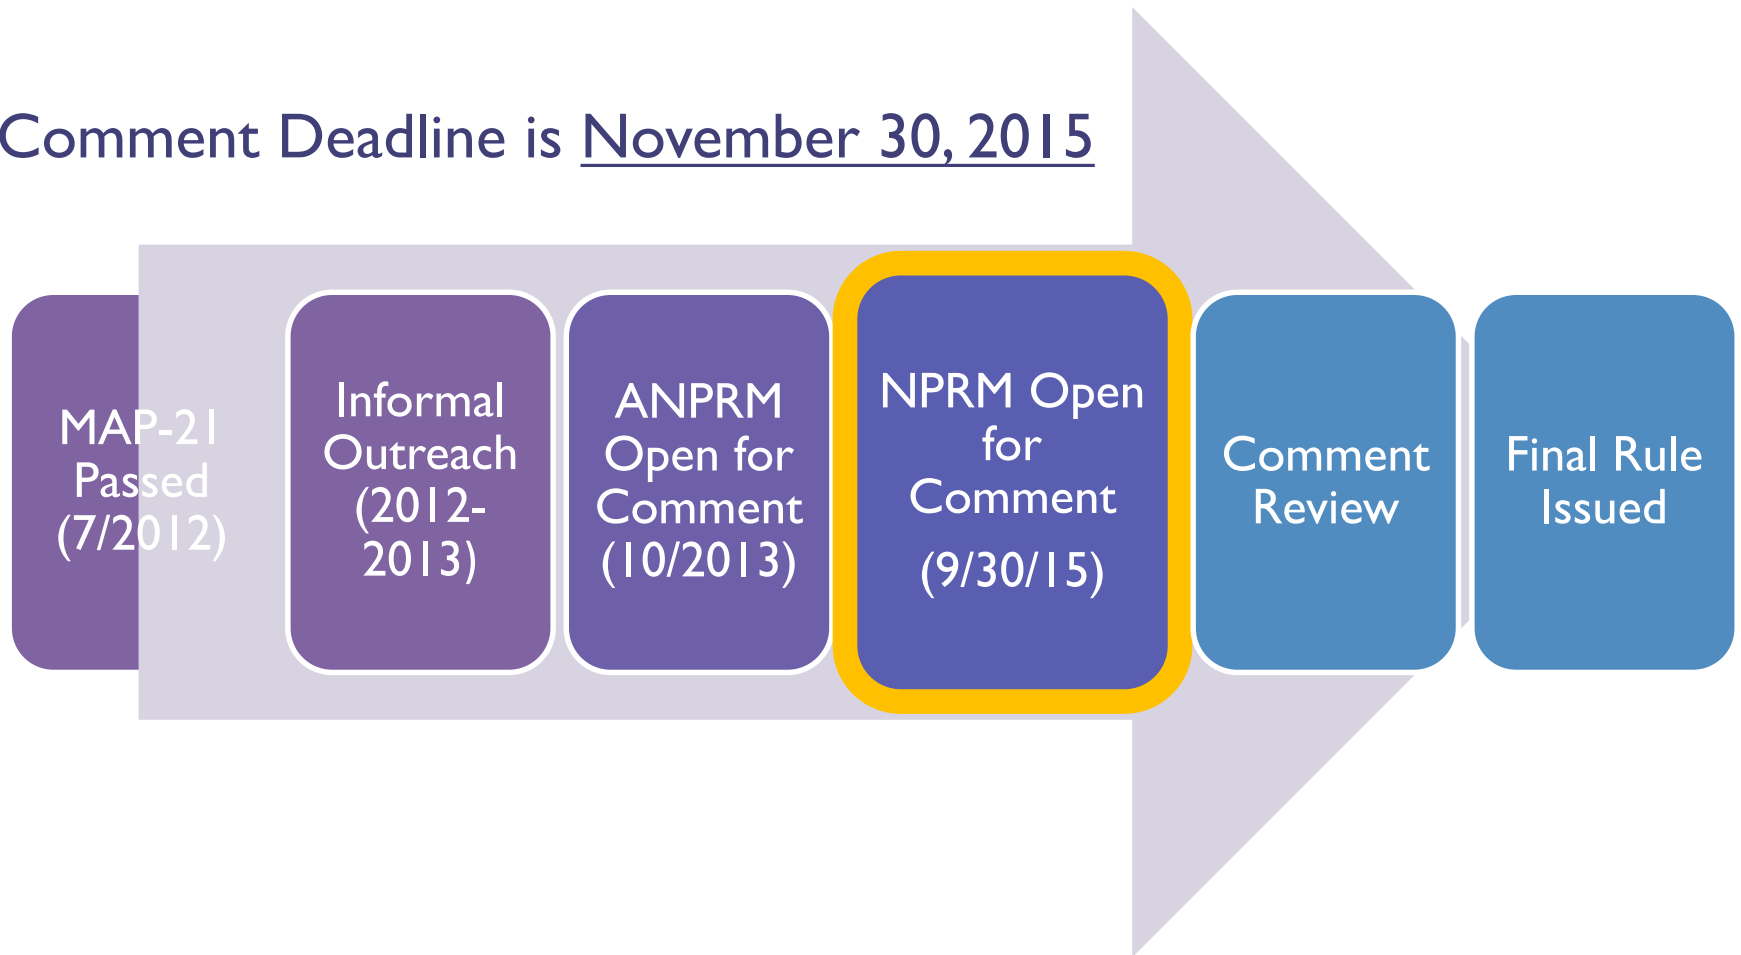 Comment Deadline is November 30, 2015
MAP-21
Passed
(7/2012)
Informal
Outreach
(2012-
2013)
ANPRM
Open for
Comment
(10/2013)
NPRM Open
for
Comment
(9/30/15)
Comment
Review
Final Rule
Issued